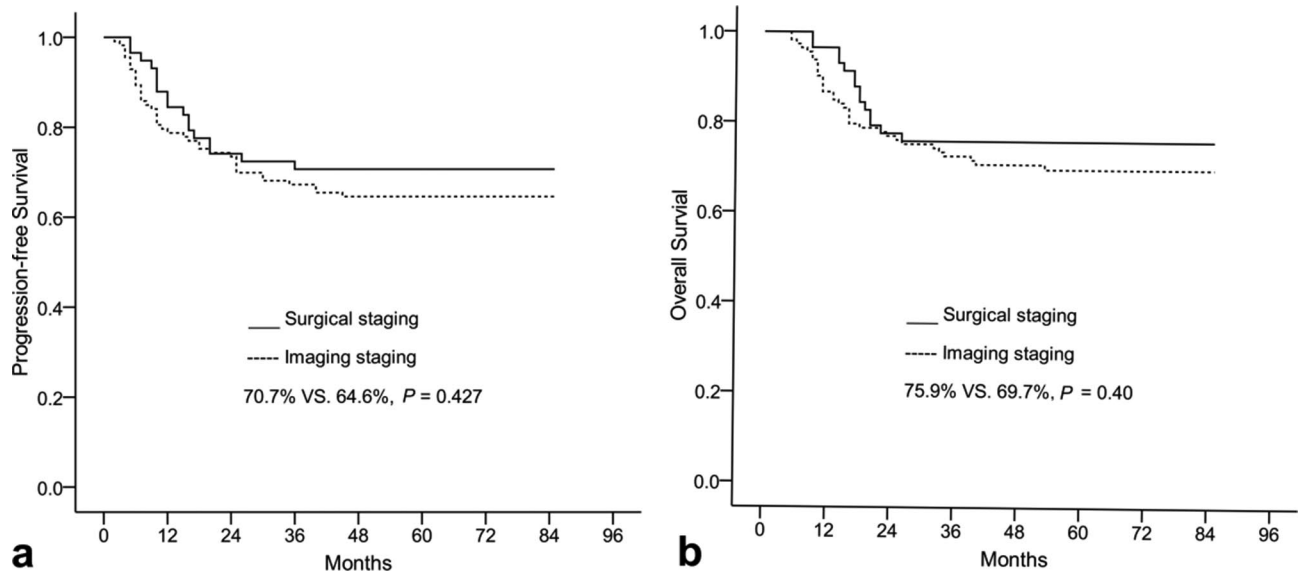 Progression-free Survival
1.0
0.8
0.6
0.4
0.2
0.0
Surgical staging
Imaging staging
70.7% VS. 64.6%, P = 0.427
0 12 24 36 48 60 72 84 96
Months
a
Overall Survial
1.0
0.8
0.6
0.4
0.2
0.0
Surgical staging
Imaging staging
75.9% VS. 69.7%, P = 0.40
0 12 24 36 48 60 72 84 96
Months
b